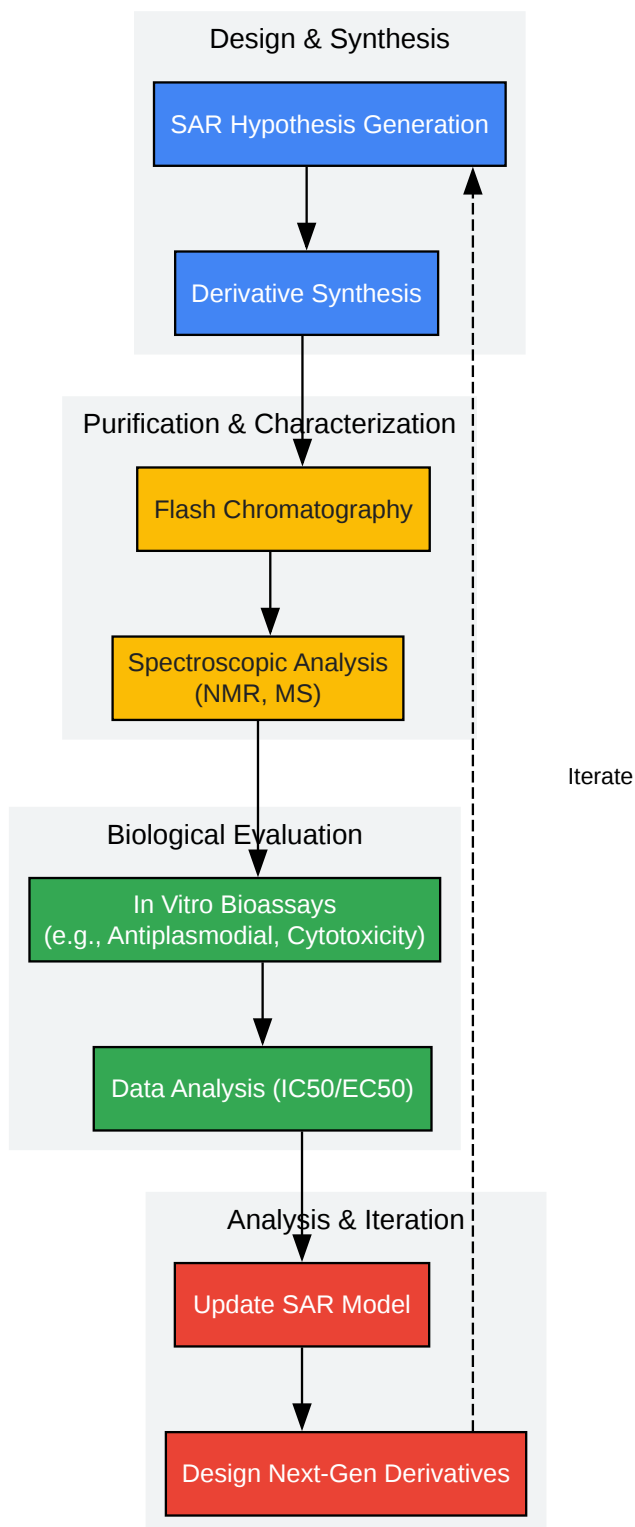 Design & Synthesis
SAR Hypothesis Generation
Derivative Synthesis
Purification & Characterization
Flash Chromatography
Spectroscopic Analysis
(NMR, MS)
Iterate
Biological Evaluation
In Vitro Bioassays
(e.g., Antiplasmodial, Cytotoxicity)
Data Analysis (IC50/EC50)
Analysis & Iteration
Update SAR Model
Design Next-Gen Derivatives